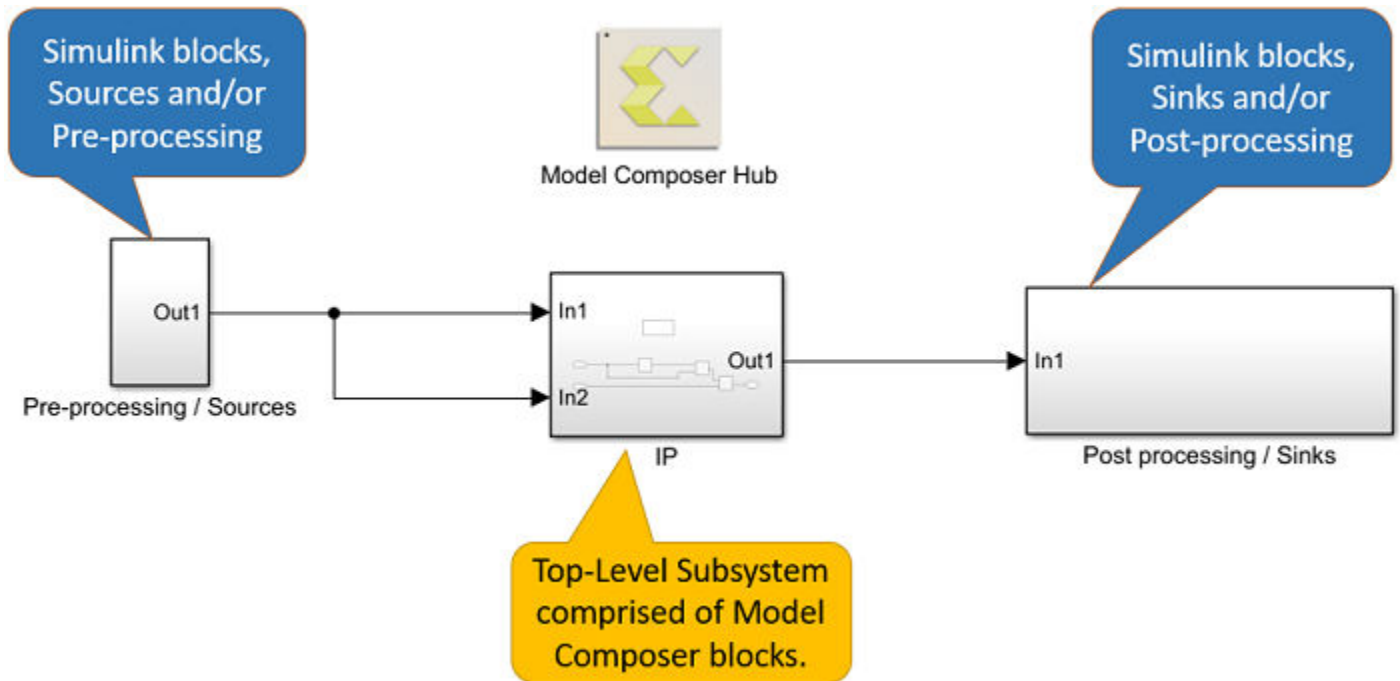 Simulink blocks,
Sources and/or
Pre-processing
Model Composer Hub
Simulink blocks,
Sinks and/or
Post-processing
Out1
Pre-processing / Sources
In1
In2
Out1
IP
In1
Post processing / Sinks
Top-Level Subsystem
comprised of Model
Composer blocks.